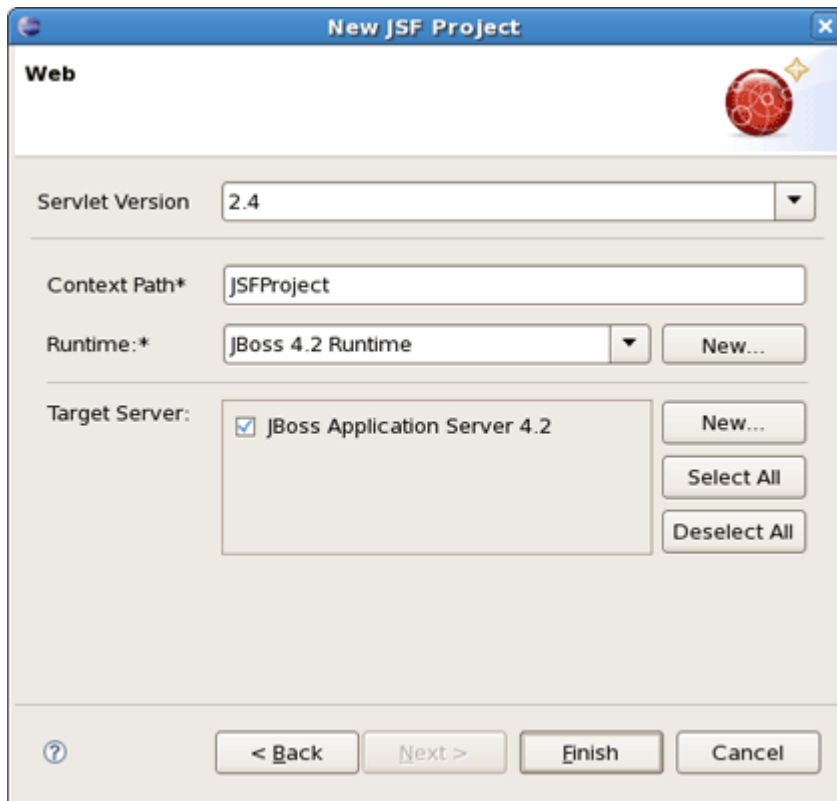 New JSF Project
Web
Servlet Version 2.4
Context Path* JSFProject
Runtime:* JBoss 4.2 Runtime New...
Target Server: JBoss Application Server 4.2 New...
Select All
Deselect All
? < Back Next > Finish Cancel